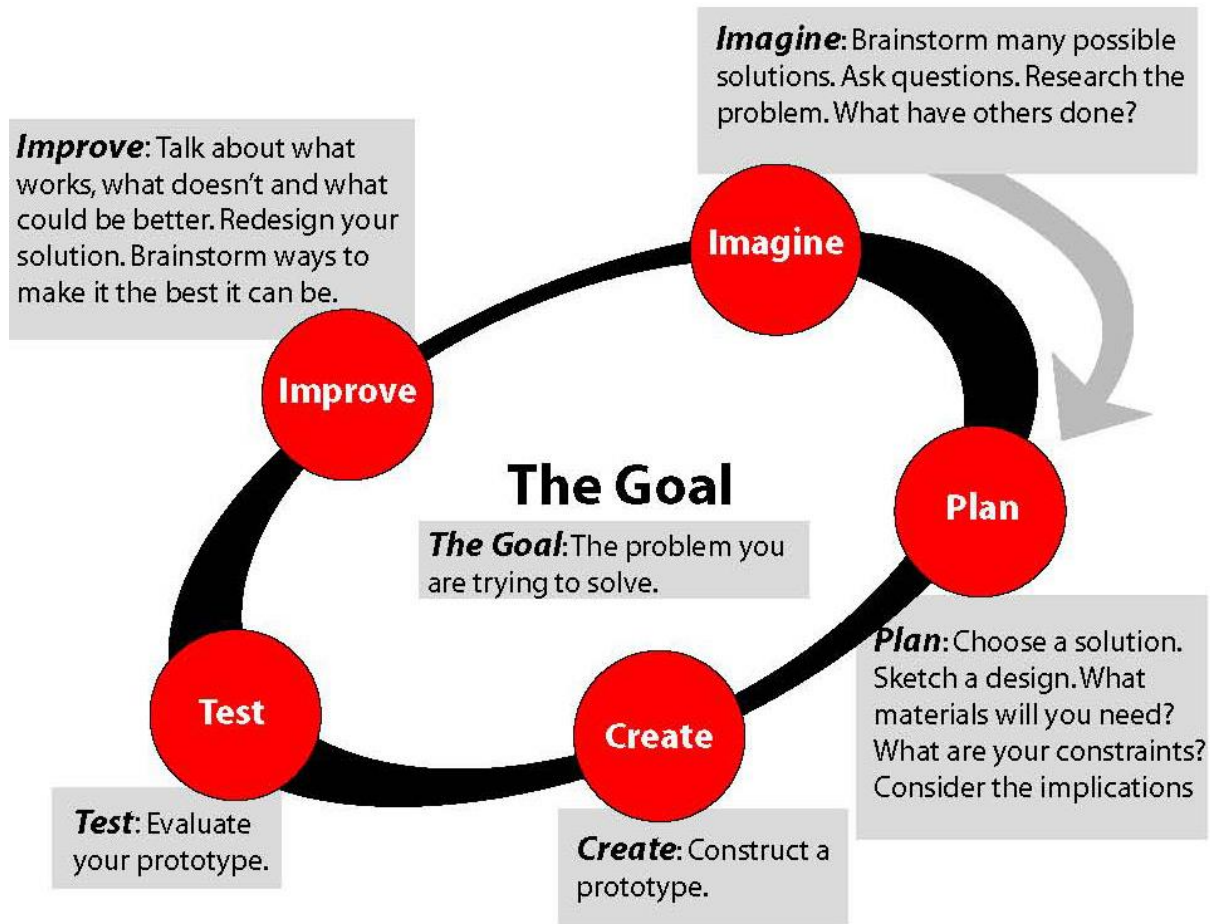 Imagine: Brainstorm many possible
solutions. Ask questions. Research the
problem. What have others done?
Imagine
Improve: Talk about what
works, what doesn't and what
could be better. Redesign your
solution. Brainstorm ways to
make it the best it can be.
Improve
The Goal
The Goal: The problem you
are trying to solve.
Plan
Plan: Choose a solution.
Sketch a design. What
materials will you need?
What are your constraints?
Consider the implications
Create
Create: Construct a
prototype.
Test
Test: Evaluate
your prototype.